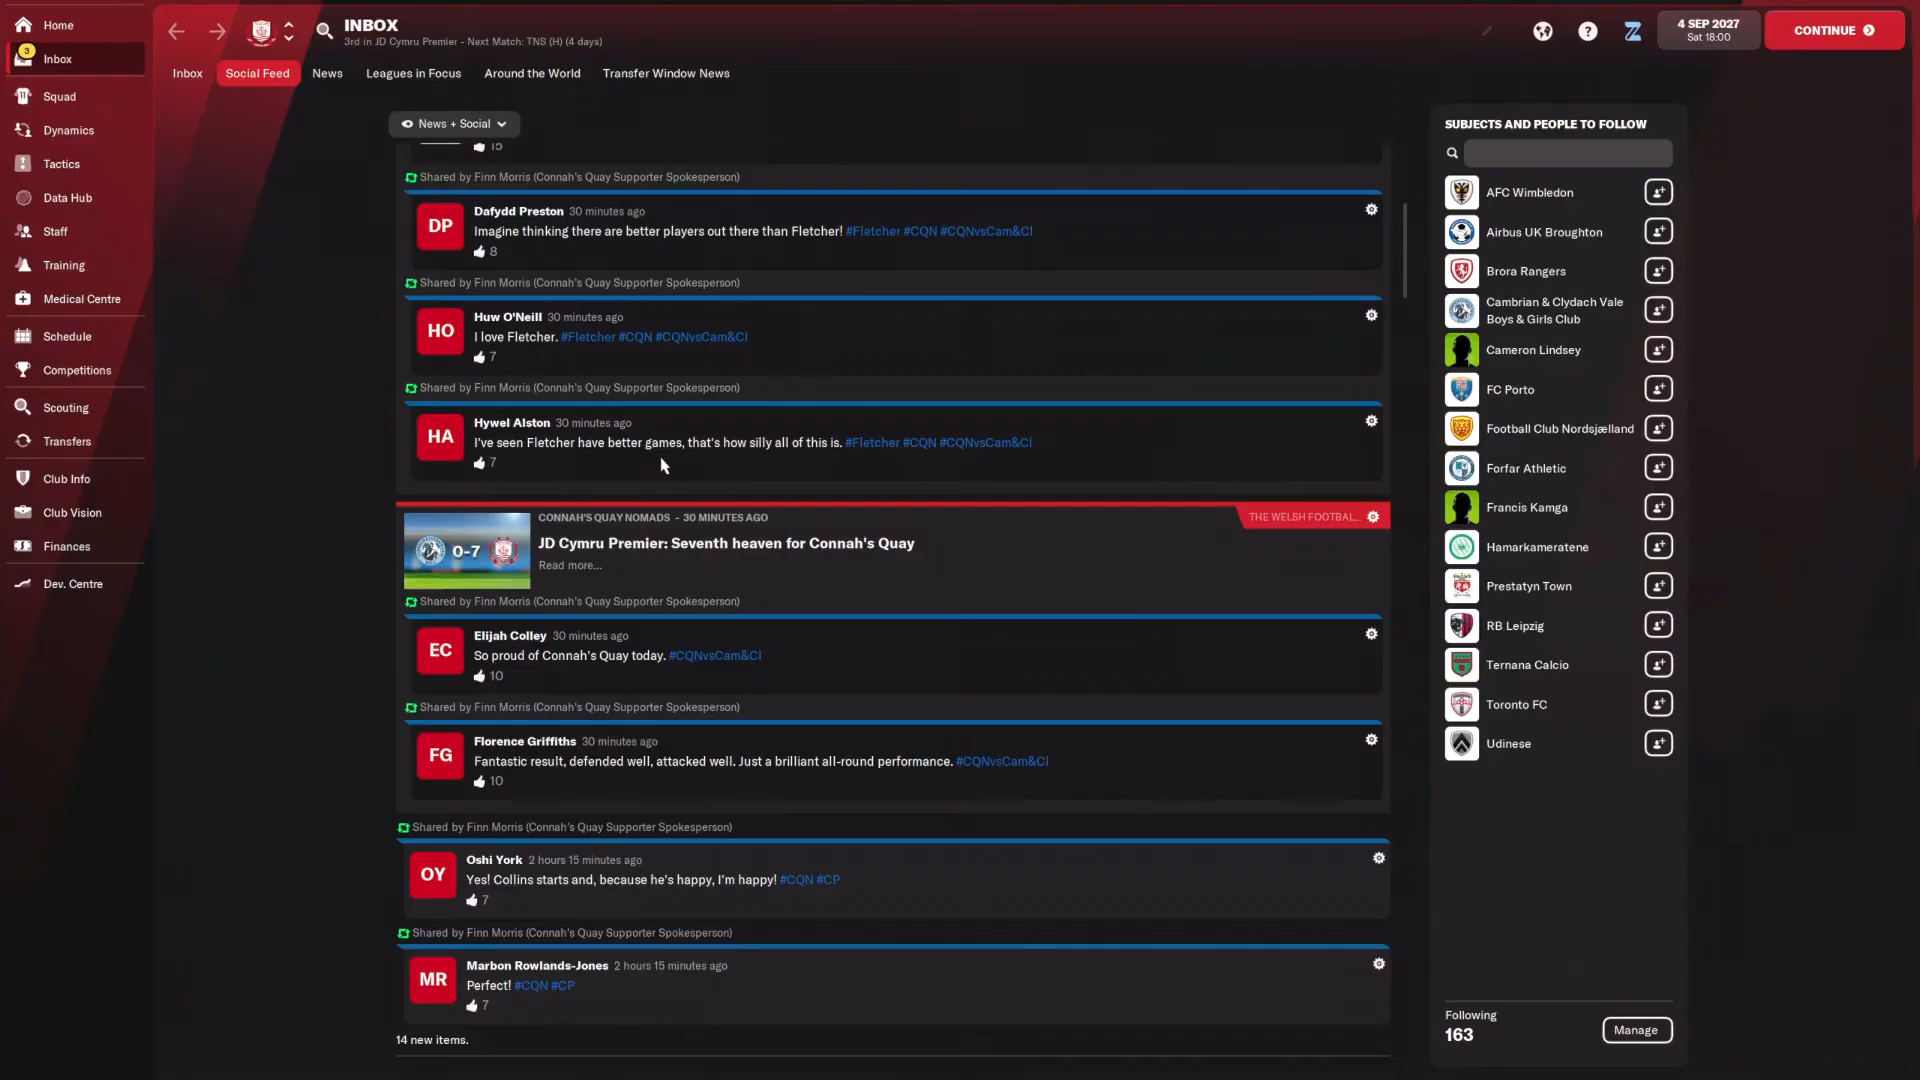 Home
3
Inbox
Squad
Dynamics
Tactics
Data Hub
Staff
Training
Medical Centre
Schedule
Competitions
Scouting
Transfers
Club Info
Club Vision
Finances
Dev. Centre
INBOX
3rd in JD Cymru Premier - Next Match: TNS (H) (4 days)
4 SEP 2027
Sat 18:00
CONTINUE
Inbox
Social Feed
News
Leagues in Focus
Around the World
Transfer Window News
News + Social
15
Shared by Finn Morris (Connah's Quay Supporter Spokesperson)
DP
Dafydd Preston 30 minutes ago
Imagine thinking there are better players out there than Fletcher! #Fletcher #CQN #CQNvsCam&Cl
8
Shared by Finn Morris (Connah's Quay Supporter Spokesperson)
HO
Huw O'Neill 30 minutes ago
I love Fletcher. #Fletcher #CQN #CQNvsCam&Cl
7
Shared by Finn Morris (Connah's Quay Supporter Spokesperson)
HA
Hywel Alston 30 minutes ago
I've seen Fletcher have better games, that's how silly all of this is. #Fletcher #CQN #CQNvsCam&Cl
7
0-7
CONNAH'S QUAY NOMADS - 30 MINUTES AGO
THE WELSH FOOTBAL...
JD Cymru Premier: Seventh heaven for Connah's Quay
Read more...
Shared by Finn Morris (Connah's Quay Supporter Spokesperson)
EC
Elijah Colley 30 minutes ago
So proud of Connah's Quay today. #CQNvsCam&Cl
10
Shared by Finn Morris (Connah's Quay Supporter Spokesperson)
FG
Florence Griffiths 30 minutes ago
Fantastic result, defended well, attacked well. Just a brilliant all-round performance. #CQNvsCam&Cl
10
Shared by Finn Morris (Connah's Quay Supporter Spokesperson)
OY
Oshi York 2 hours 15 minutes ago
Yes! Collins starts and, because he's happy, I'm happy! #CQN #CP
7
Shared by Finn Morris (Connah's Quay Supporter Spokesperson)
MR
Marbon Rowlands-Jones 2 hours 15 minutes ago
Perfect! #CQN #CP
7
14 new items.
SUBJECTS AND PEOPLE TO FOLLOW
AFC Wimbledon
Airbus UK Broughton
Brora Rangers
Cambrian & Clydach Vale
Boys & Girls Club
Cameron Lindsey
FC Porto
Football Club Nordsjælland
Forfar Athletic
Francis Kamga
Hamarkameratene
Prestatyn Town
RB Leipzig
Ternana Calcio
Toronto FC
Udinese
Following
163
Manage